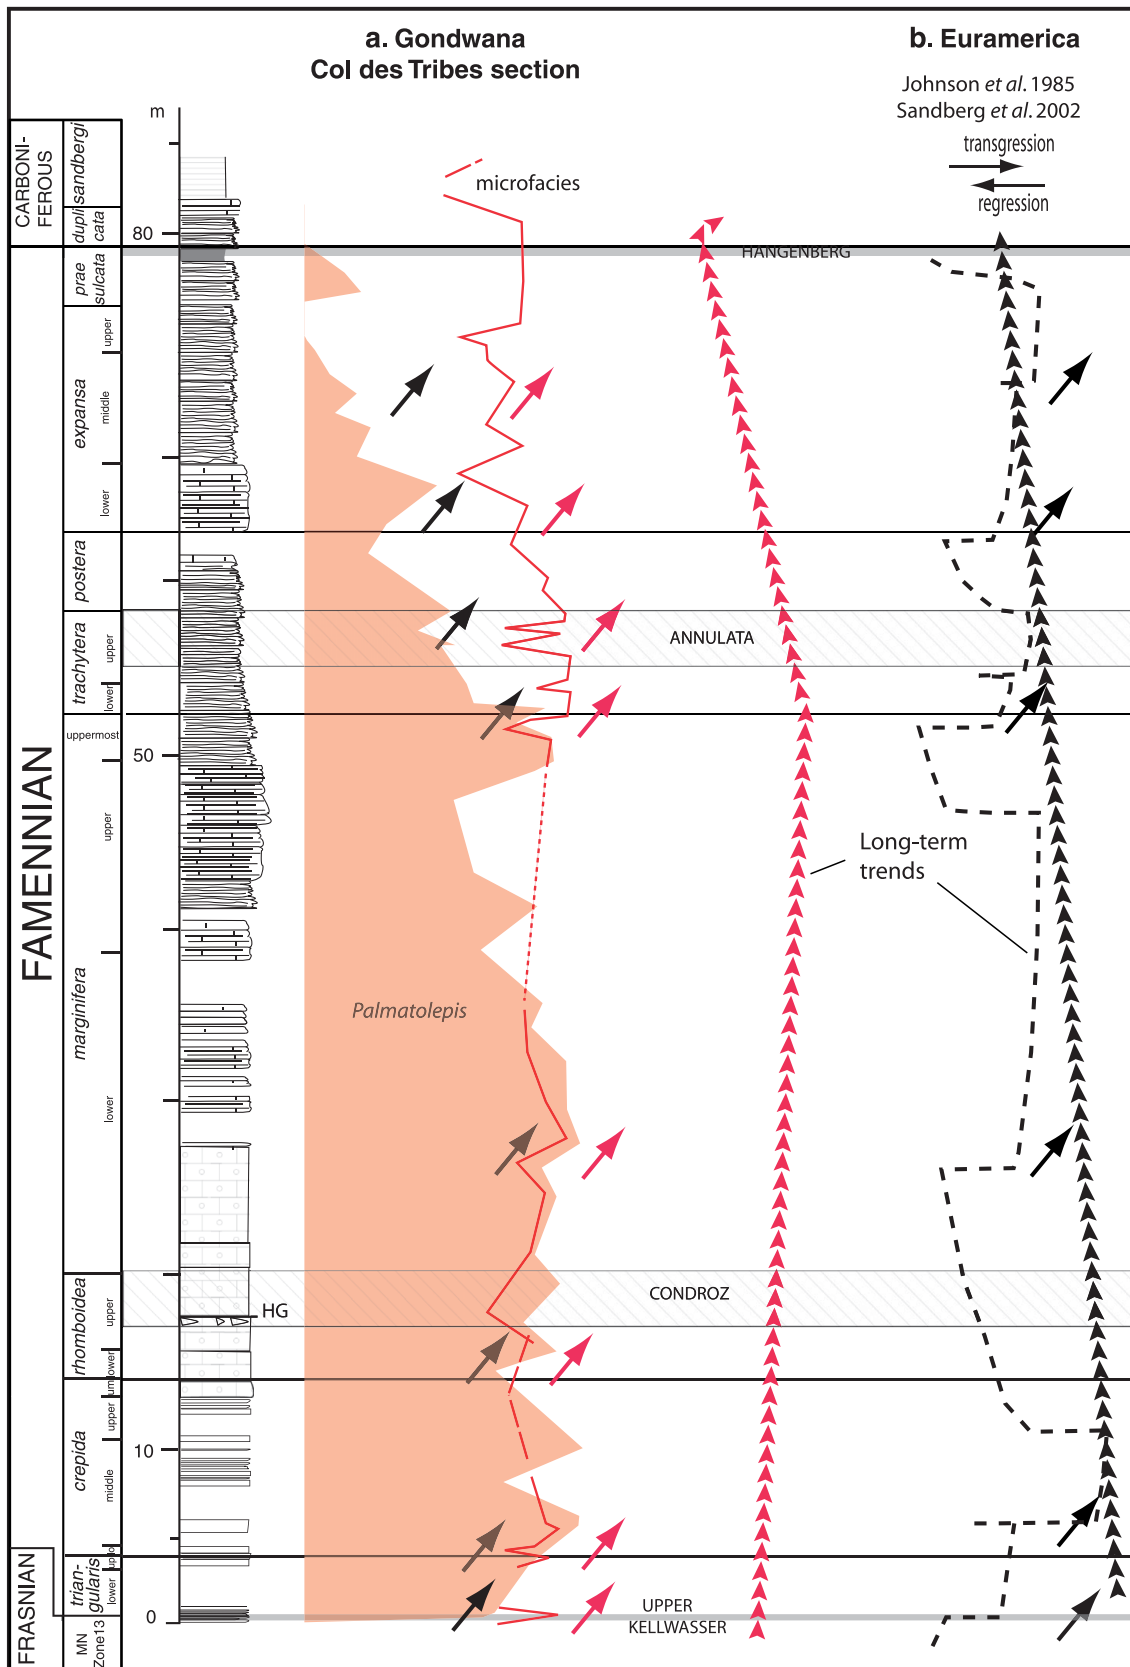 a. Gondwana
Col des Tribes section
b. Euramerica
Johnson et al. 1985
Sandberg et al. 2002
transgression
regression
m
microfacies
CARBONI-
FEROUS
sandbergi
dupli
cata
80
HANGENBERG
prae
sulcata
upper
expansa
middle
lower
postera
trachytera
upper
lower
ANNULATA
uppermost
50
FAMENNIAN
upper
Long-term
trends
marginifera
Palmatolepis
lower
CONDROZ
rhomboidea
upper
HG
lower
um
crepida
upper
10
middle
trian-
gularis
lower
UPPER
KELLWASSER
0
FRASNIAN
MN
Zone13